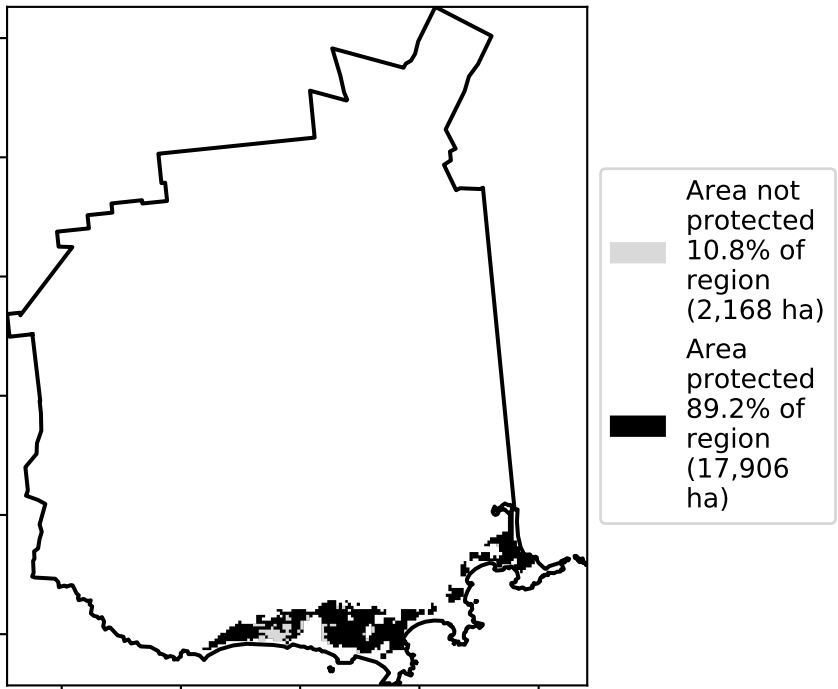 Area not
protected
10.8% of
region
(2,168 ha)
Area
protected
89.2% of
region
(17,906
ha)